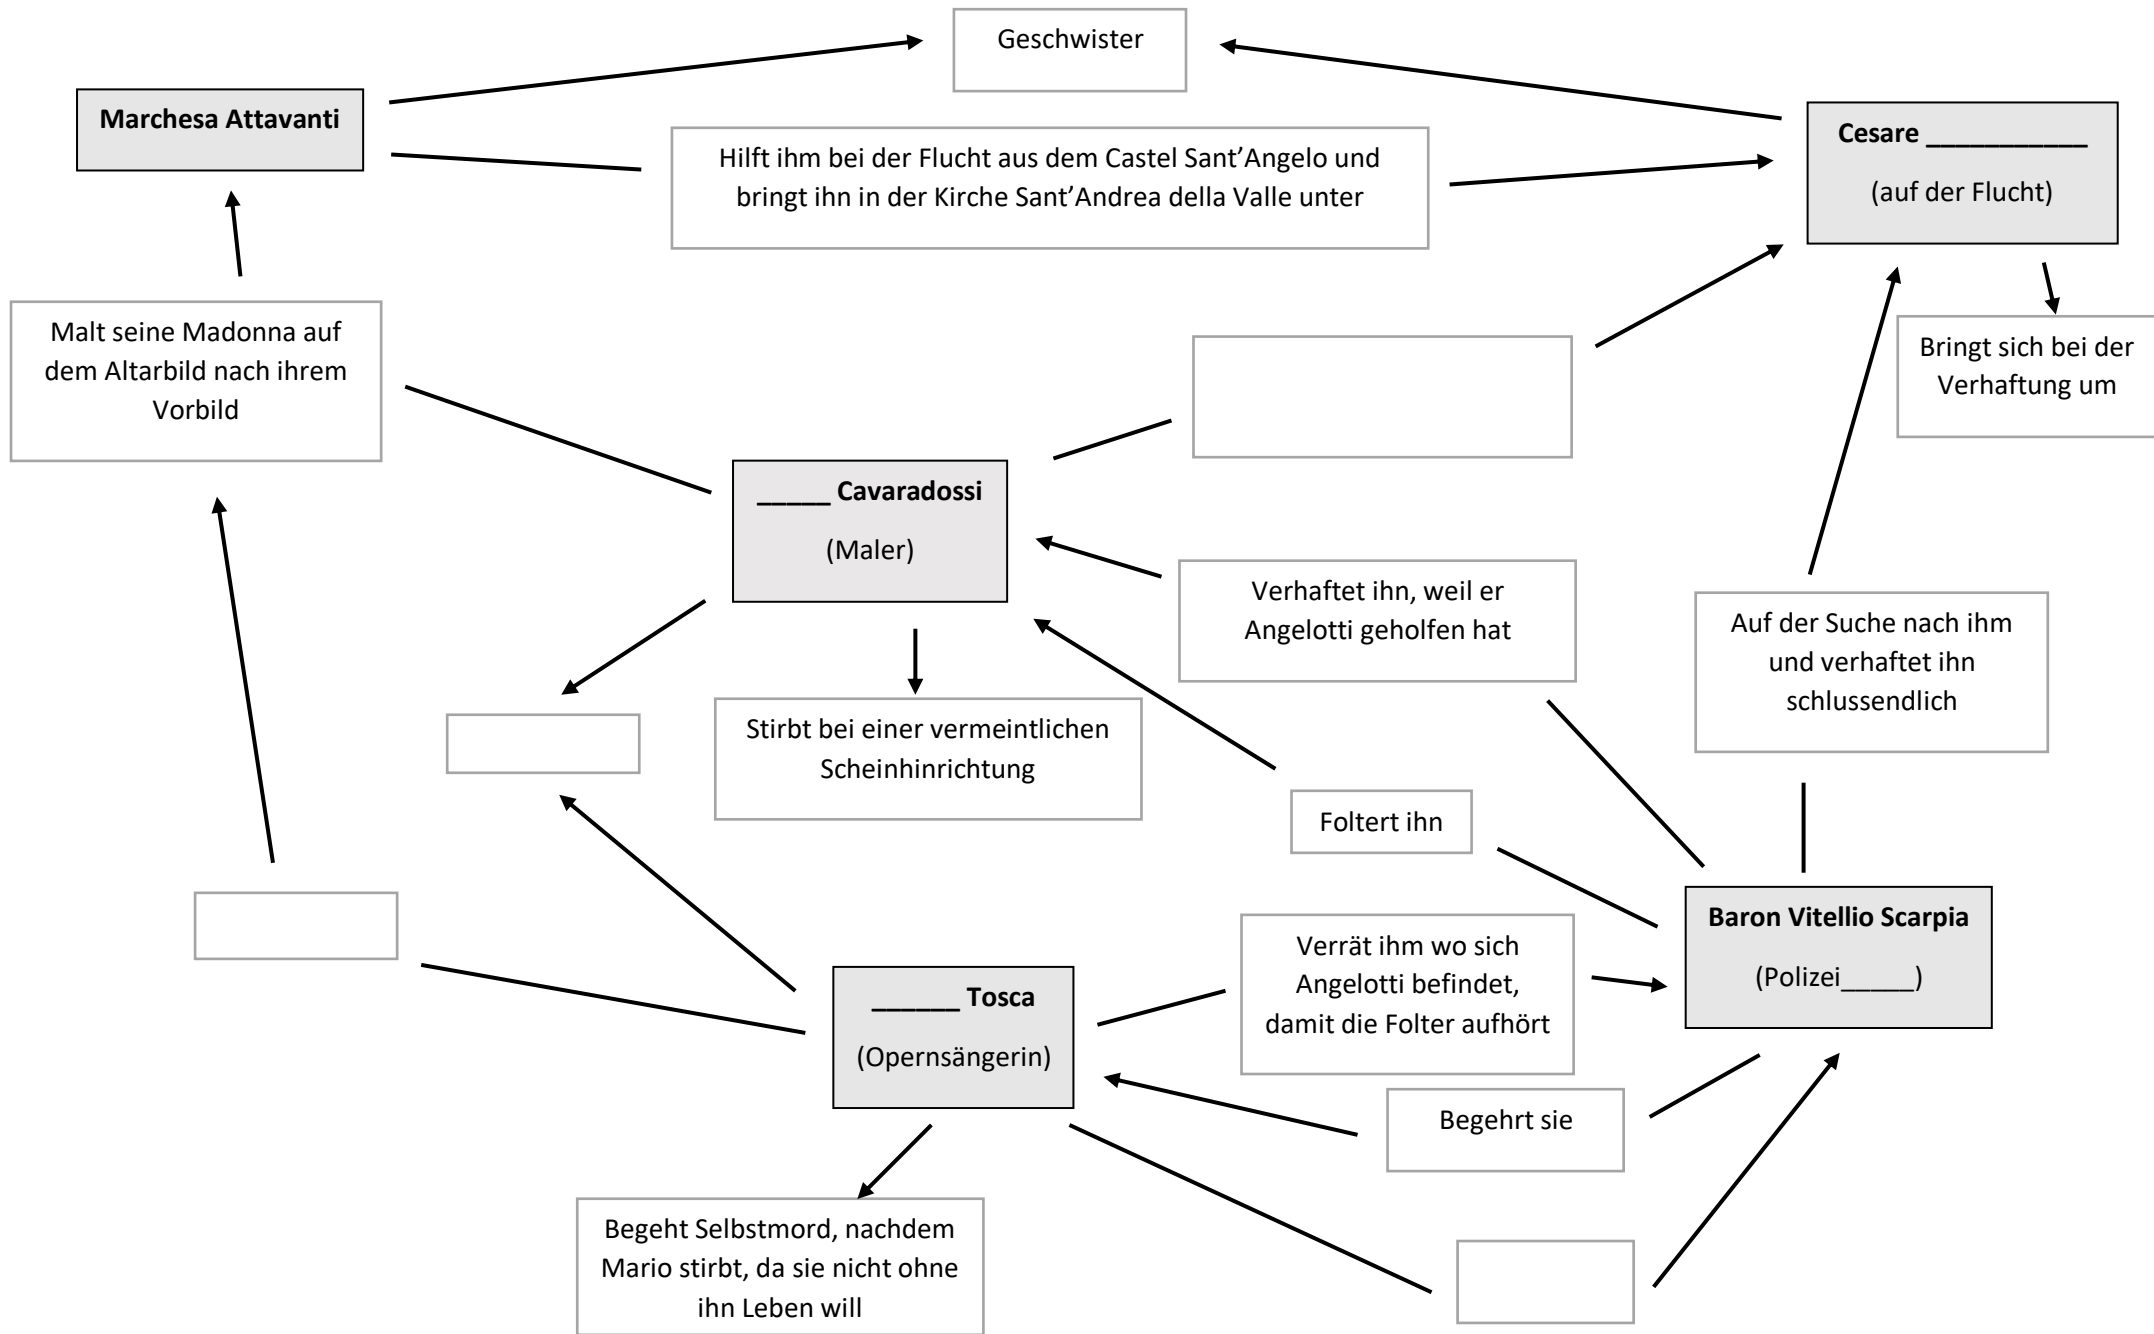 Geschwister
Marchesa Attavanti
Cesare ___________
(auf der Flucht)
Hilft ihm bei der Flucht aus dem Castel Sant’Angelo und
bringt ihn in der Kirche Sant’Andrea della Valle unter
Malt seine Madonna auf
dem Altarbild nach ihrem
Vorbild
Bringt sich bei der
Verhaftung um
_____ Cavaradossi
(Maler)
Verhaftet ihn, weil er
Angelotti geholfen hat
Auf der Suche nach ihm
und verhaftet ihn
schlussendlich
Stirbt bei einer vermeintlichen
Scheinhinrichtung
Foltert ihn
Baron Vitellio Scarpia
(Polizei_____)
Verrät ihm wo sich
Angelotti befindet,
damit die Folter aufhört
______ Tosca
(Opernsängerin)
Begehrt sie
Begeht Selbstmord, nachdem
Mario stirbt, da sie nicht ohne
ihn Leben will